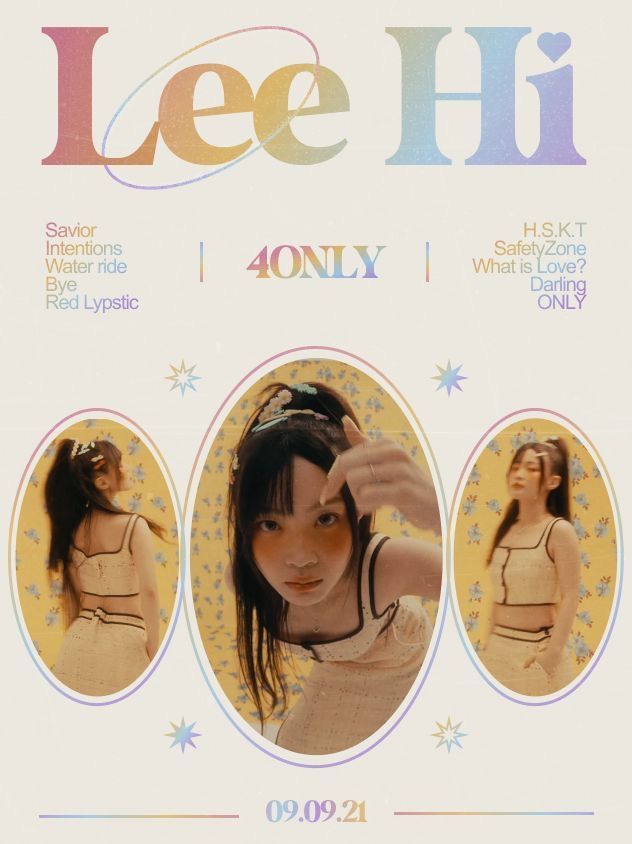 Lee Hi
Savior
Intentions
Water ride
Bye
Red Lypstic
4ONLY
H.S.K.T
SafetyZone
What is Love?
Darling
ONLY
09.09.21